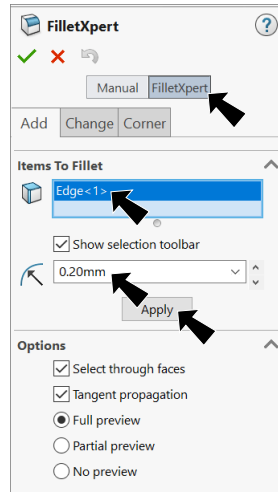 FilletXpert
?
Manual FilletXpert
Add Change Corner
Items To Fillet
Edge<1>
Show selection toolbar
0.20mm
Apply
Options
Select through faces
Tangent propagation
Full preview
Partial preview
No preview